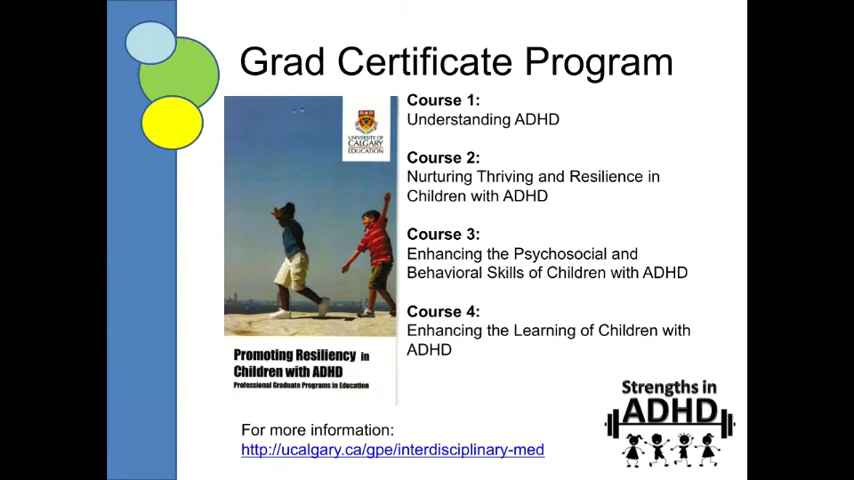 Grad Certificate Program
UNIVERSITY OF
CALGARY
EDUCATION
Promoting Resiliency in
Children with ADHD
Professional Graduate Programs in Education
Course 1:
Understanding ADHD
Course 2:
Nurturing Thriving and Resilience in
Children with ADHD
Course 3:
Enhancing the Psychosocial and
Behavioral Skills of Children with ADHD
Course 4:
Enhancing the Learning of Children with
ADHD
For more information:
http://ucalgary.ca/gpe/interdisciplinary-med
Strengths in
ADHD